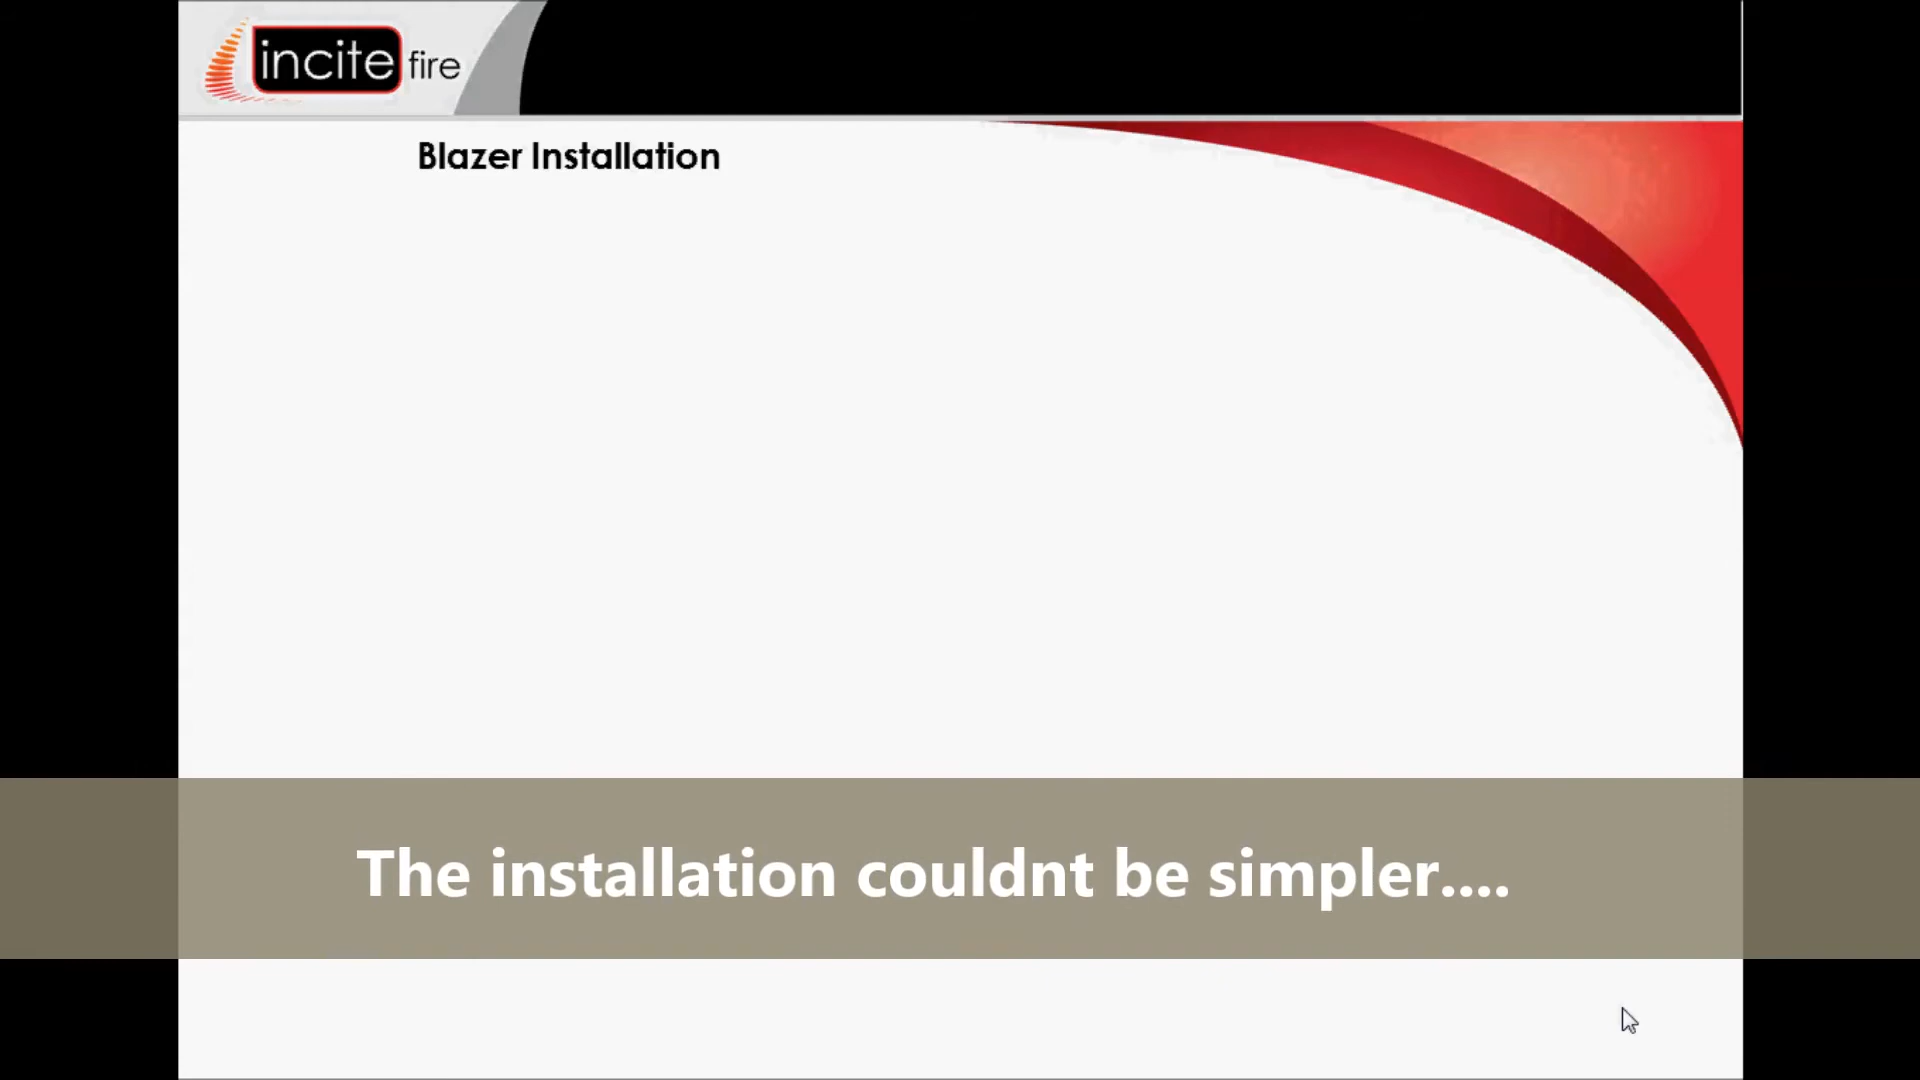 incite fire
Blazer Installation
The installation couldnt be simpler....